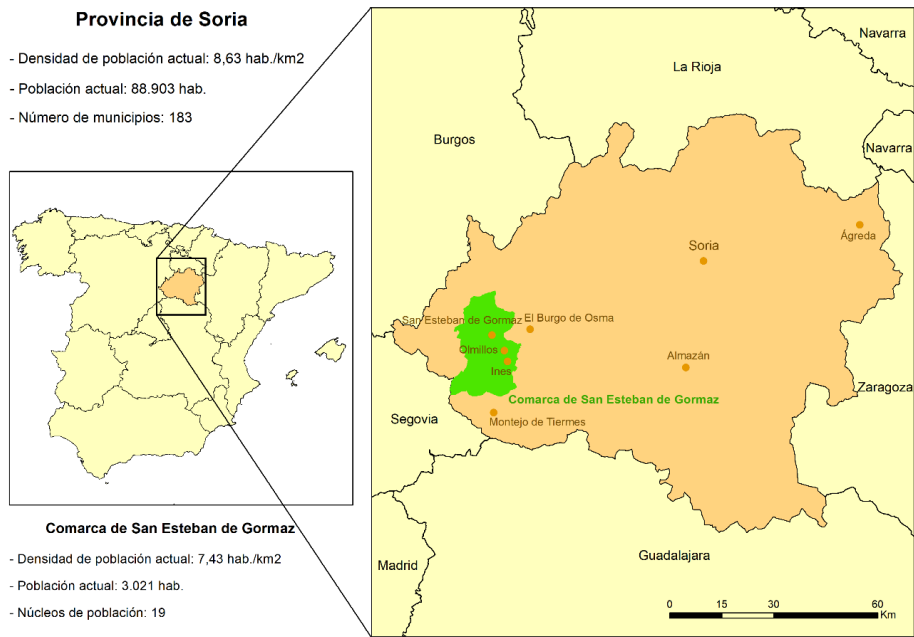 Provincia de Soria
- Densidad de población actual: 8,63 hab./km2
- Población actual: 88.903 hab.
- Número de municipios: 183
Comarca de San Esteban de Gormaz
- Densidad de población actual: 7,43 hab./km2
- Población actual: 3.021 hab.
- Núcleos de población: 19
Navarra
La Rioja
Burgos
Navarra
Ágreda
Soria
San Esteban de Gormaz
El Burgo de Osma
Olmillos
Ines
Almazán
Zaragoza
Comarca de San Esteban de Gormaz
Segovia
Montejo de Tiermes
Guadalajara
Madrid
0 15 30 60
Km